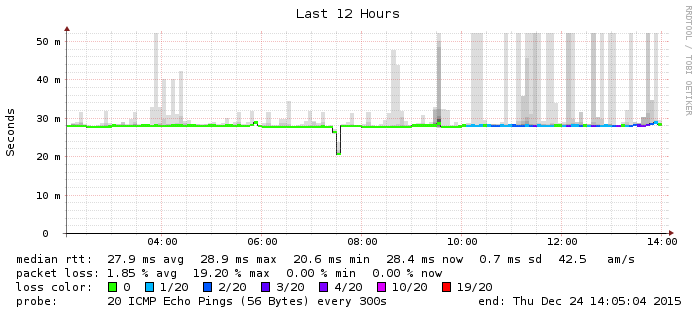 Last 12 Hours
RRDTOOL / TOBI OETIKER
Seconds
50 m
40 m
30 m
20 m
10 m
0
04:00 06:00 08:00 10:00 12:00 14:00
median rtt: 27.9 ms avg 28.9 ms max 20.6 ms min 28.4 ms now 0.7 ms sd 42.5 am/s
packet loss: 1.85 % avg 19.20 % max 0.00 % min 0.00 % now
loss color: 0 1/20 2/20 3/20 4/20 10/20 19/20
probe: 20 ICMP Echo Pings (56 Bytes) every 300s end: Thu Dec 24 14:05:04 2015